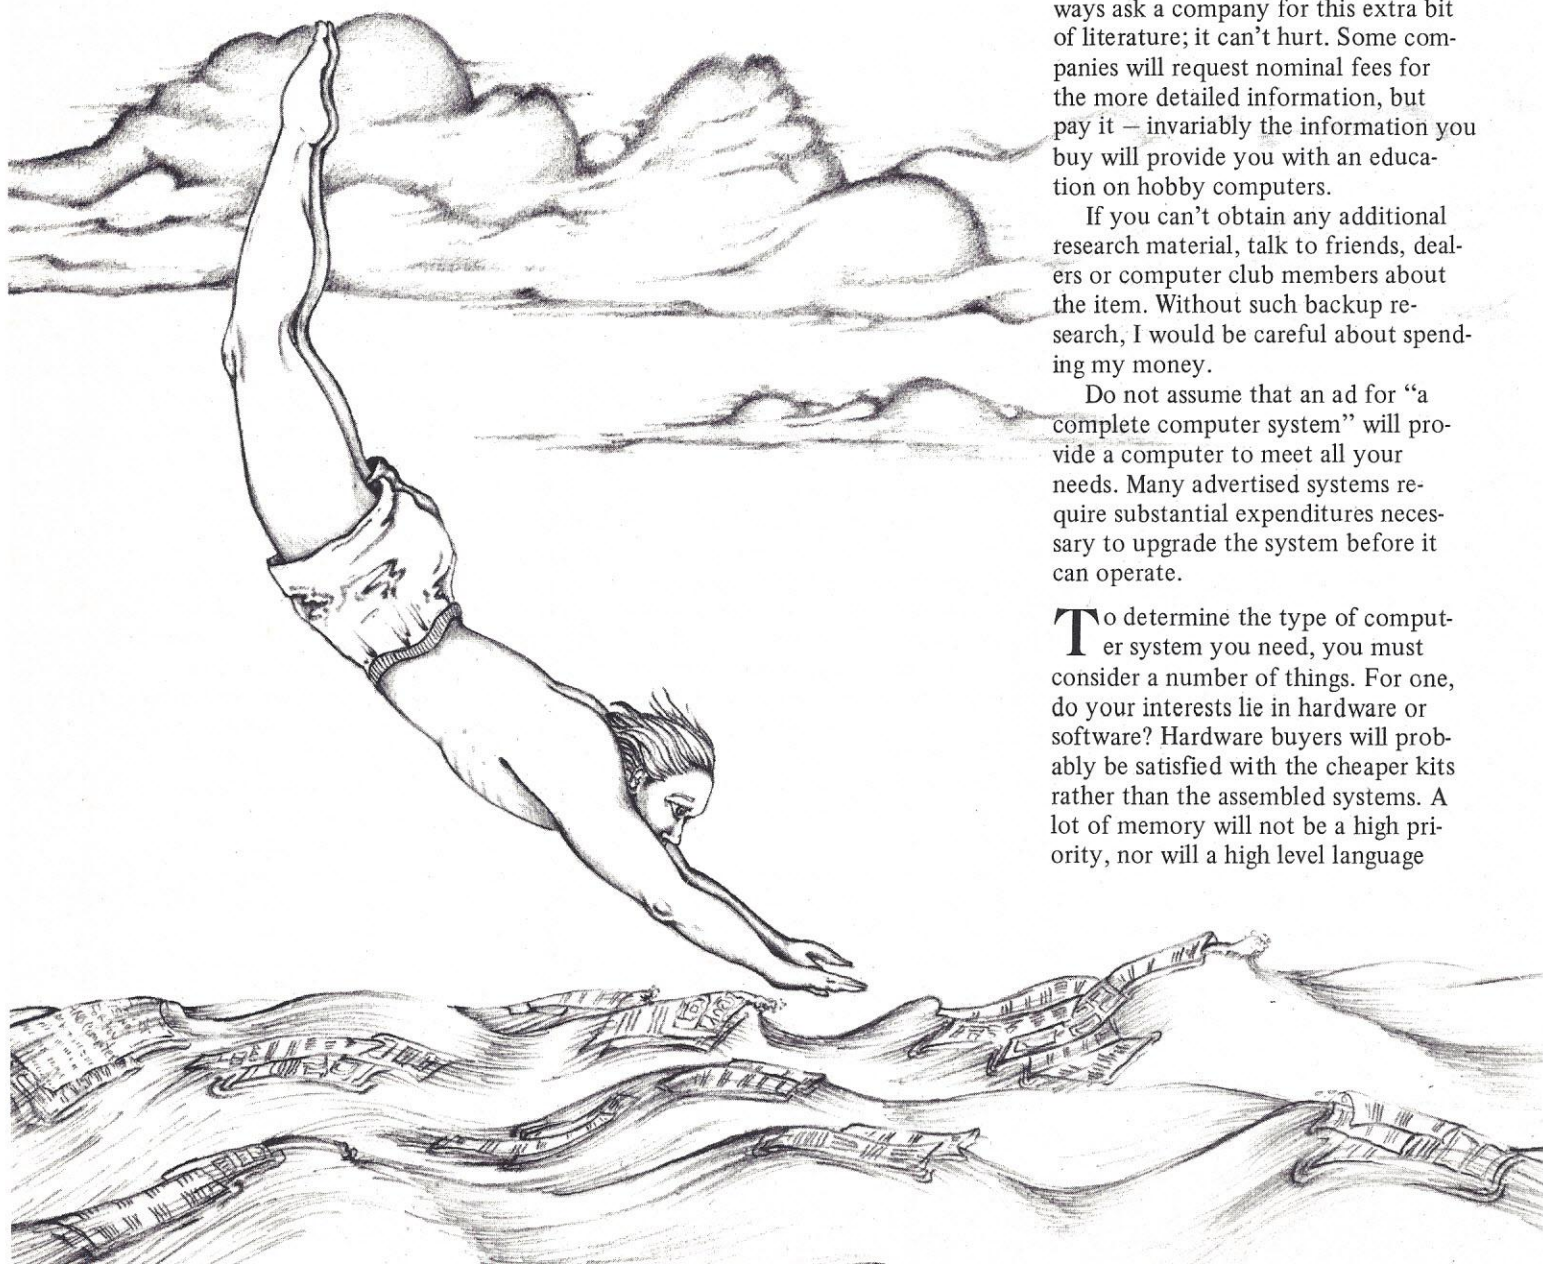 ways ask a company for this extra bit
of literature; it can’t hurt. Some com-
panies will request nominal fees for
the more detailed information, but
pay it — invariably the information you
buy will provide you with an educa-
tion on hobby computers.
If you can’t obtain any additional
research material, talk to friends, deal-
ers or computer club members about
the item. Without such backup re-
search, I would be careful about spend-
ing my money.
Do not assume that an ad for “a
complete computer system” will pro-
vide a computer to meet all your
needs. Many advertised systems re-
quire substantial expenditures neces-
sary to upgrade the system before it
can operate.
To determine the type of comput-
er system you need, you must
consider a number of things. For one,
do your interests lie in hardware or
software? Hardware buyers will prob-
ably be satisfied with the cheaper kits
rather than the assembled systems. A
lot of memory will not be a high pri-
ority, nor will a high level language